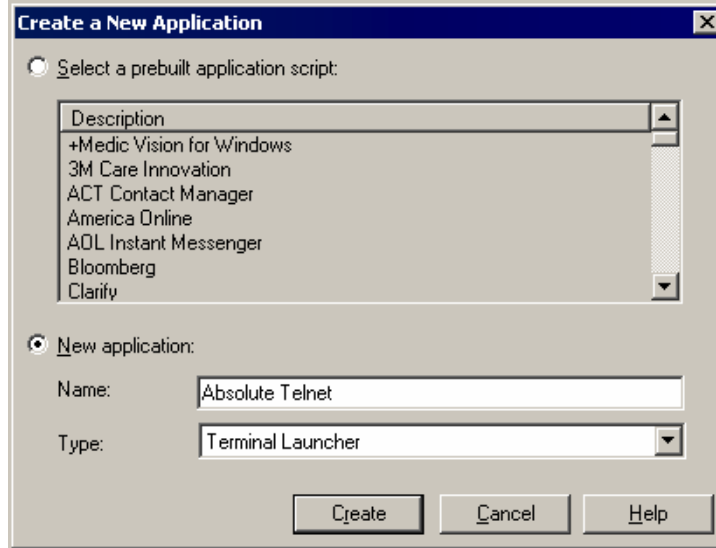 Create a New Application
Select a prebuilt application script:
Description
+Medic Vision for Windows
3M Care Innovation
ACT Contact Manager
America Online
AOL Instant Messenger
Bloomberg
Clarify
New application:
Name:
Absolute Telnet
Type:
Terminal Launcher
Create
Cancel
Help